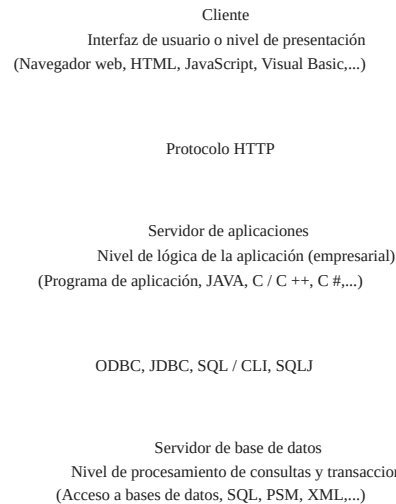 Cliente
Interfaz de usuario o nivel de presentación
(Navegador web, HTML, JavaScript, Visual Basic,...)
Protocolo HTTP
Servidor de aplicaciones
Nivel de lógica de la aplicación (empresarial)
(Programa de aplicación, JAVA, C / C ++, C #,...)
ODBC, JDBC, SQL / CLI, SQLJ
Servidor de base de datos
Nivel de procesamiento de consultas y
(Acceso a bases de datos, SQL, PSM, XML,...)